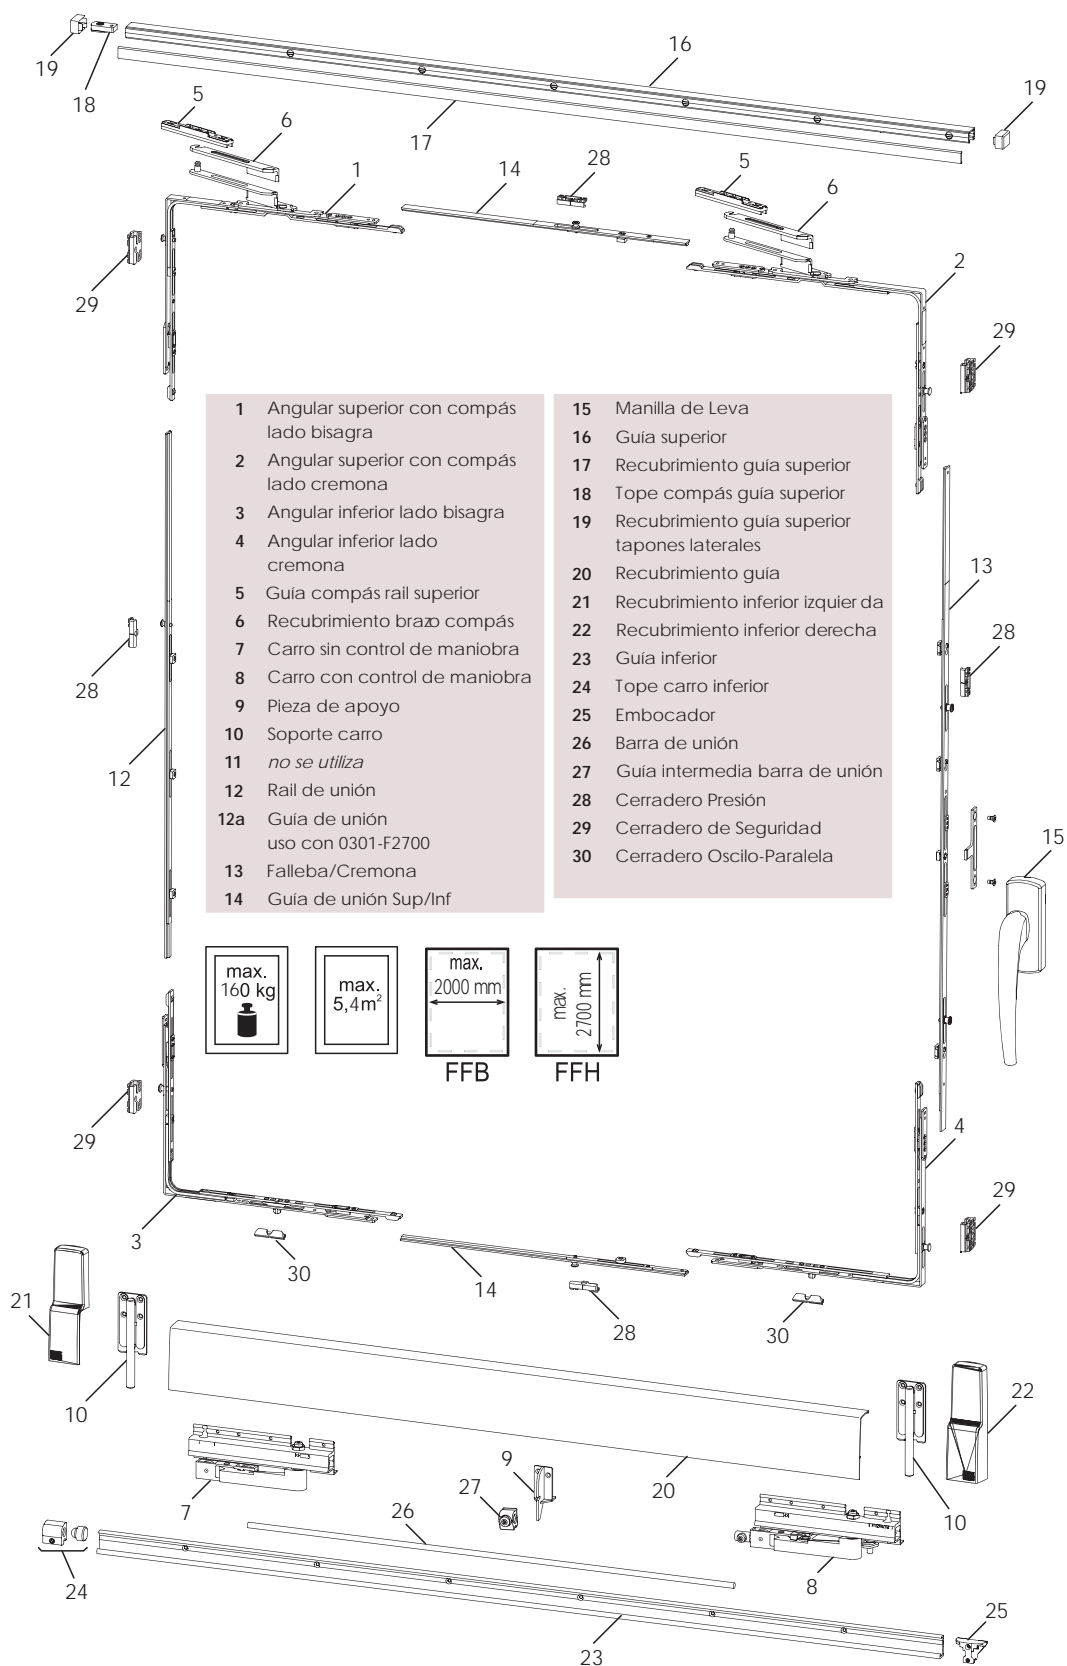 19
18
16
17
19
5
6
1
14
28
5
6
2
29
29
1 Angular superior con compás
lado bisagra
2 Angular superior con compás
lado cremona
3 Angular inferior lado bisagra
4 Angular inferior lado
cremona
5 Guía compás rail superior
6 Recubrimiento brazo compás
7 Carro sin control de maniobra
8 Carro con control de maniobra
9 Pieza de apoyo
10 Soporte carro
11 no se utiliza
12 Rail de unión
12a Guía de unión
uso con 0301-F2700
13 Falleba/Cremona
14 Guía de unión Sup/Inf
15 Manilla de Leva
16 Guía superior
17 Recubrimiento guía superior
18 Tope compás guía superior
19 Recubrimiento guía superior
tapones laterales
20 Recubrimiento guía
21 Recubrimiento inferior izquier da
22 Recubrimiento inferior derecha
23 Guía inferior
24 Tope carro inferior
25 Embocador
26 Barra de unión
27 Guía intermedia barra de unión
28 Cerradero Presión
29 Cerradero de Seguridad
30 Cerradero Oscilo-Paralela
13
28
28
12
15
max.
160 kg
max.
5,4m²
max.
2000 mm
FFB
max.
2700 mm
FFH
29
4
29
3
30
14
28
30
21
10
22
10
7
9
27
20
26
8
24
23
25